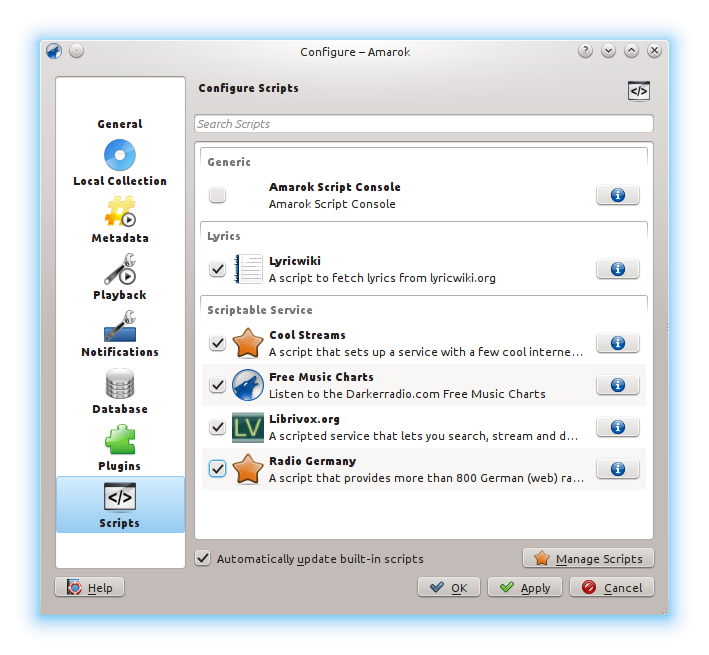 Configure – Amarok
General
Local Collection
Metadata
Playback
Notifications
Database
Plugins
</>
Scripts
Configure Scripts
</>
Search Scripts
Generic
Amarok Script Console
Amarok Script Console
Lyrics
Lyricwiki
A script to fetch lyrics from lyricwiki.org
Scriptable Service
Cool Streams
A script that sets up a service with a few cool interne...
Free Music Charts
Listen to the Darkerradio.com Free Music Charts
LV
Librivox.org
A scripted service that lets you search, stream and d...
Radio Germany
A script that provides more than 800 German (web) ra...
Automatically update built-in scripts
Manage Scripts
Help
OK
Apply
Cancel